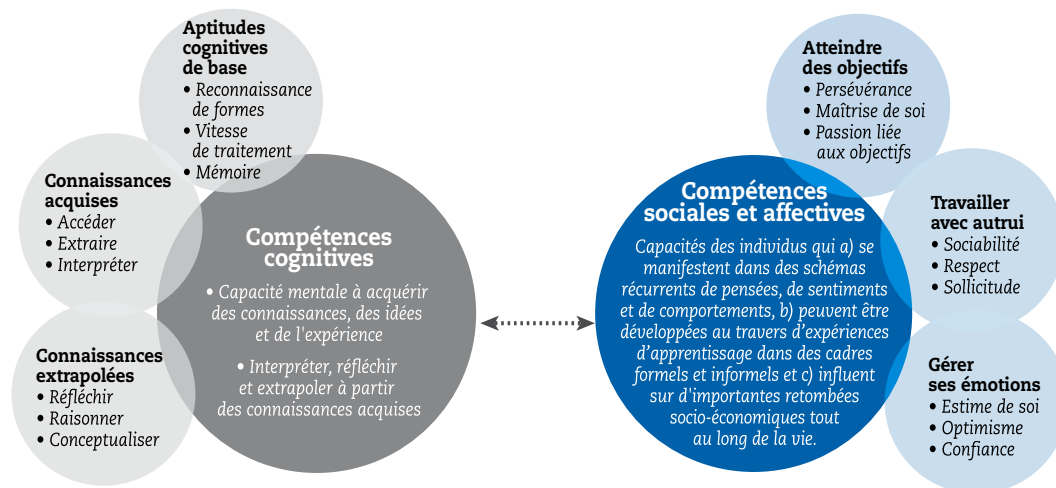 Aptitudes
cognitives
de base
• Reconnaissance
de formes
• Vitesse
de traitement
• Mémoire
Connaissances
acquises
• Accéder
• Extraire
• Interpréter
Connaissances
extrapolées
• Réfléchir
• Raisonner
• Conceptualiser
Compétences
cognitives
• Capacité mentale à acquérir
des connaissances, des idées
et de l'expérience
• Interpréter, réfléchir
et extrapoler à partir
des connaissances acquises
Compétences
sociales et affectives
Capacités des individus qui a) se
manifestent dans des schémas
récurrents de pensées, de sentiments
et de comportements, b) peuvent être
développées au travers d’expériences
d’apprentissage dans des cadres
formels et informels et c) influent
sur d'importantes retombées
socio-économiques tout
au long de la vie.
Atteindre
des objectifs
• Persévérance
• Maîtrise de soi
• Passion liée
aux objectifs
Travailler
avec autrui
• Sociabilité
• Respect
• Sollicitude
Gérer
ses émotions
• Estime de soi
• Optimisme
• Confiance